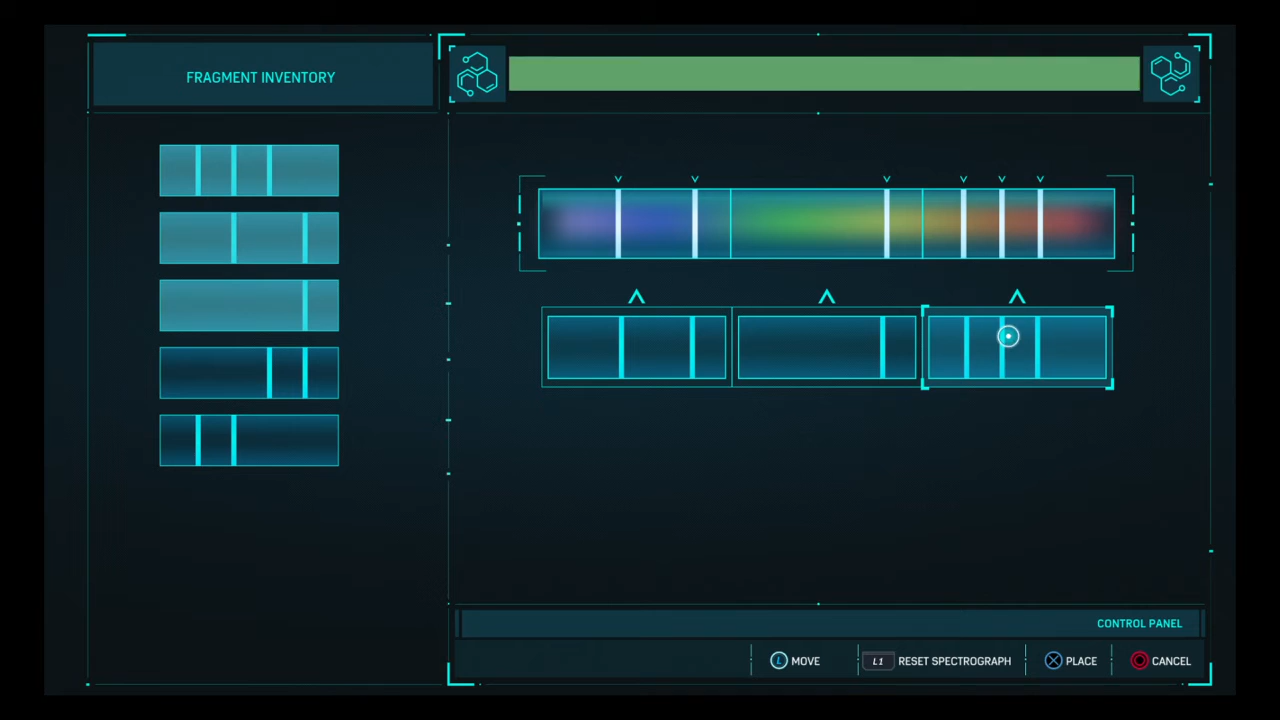 FRAGMENT INVENTORY
CONTROL PANEL
L MOVE
L1 RESET SPECTROGRAPH
PLACE
CANCEL